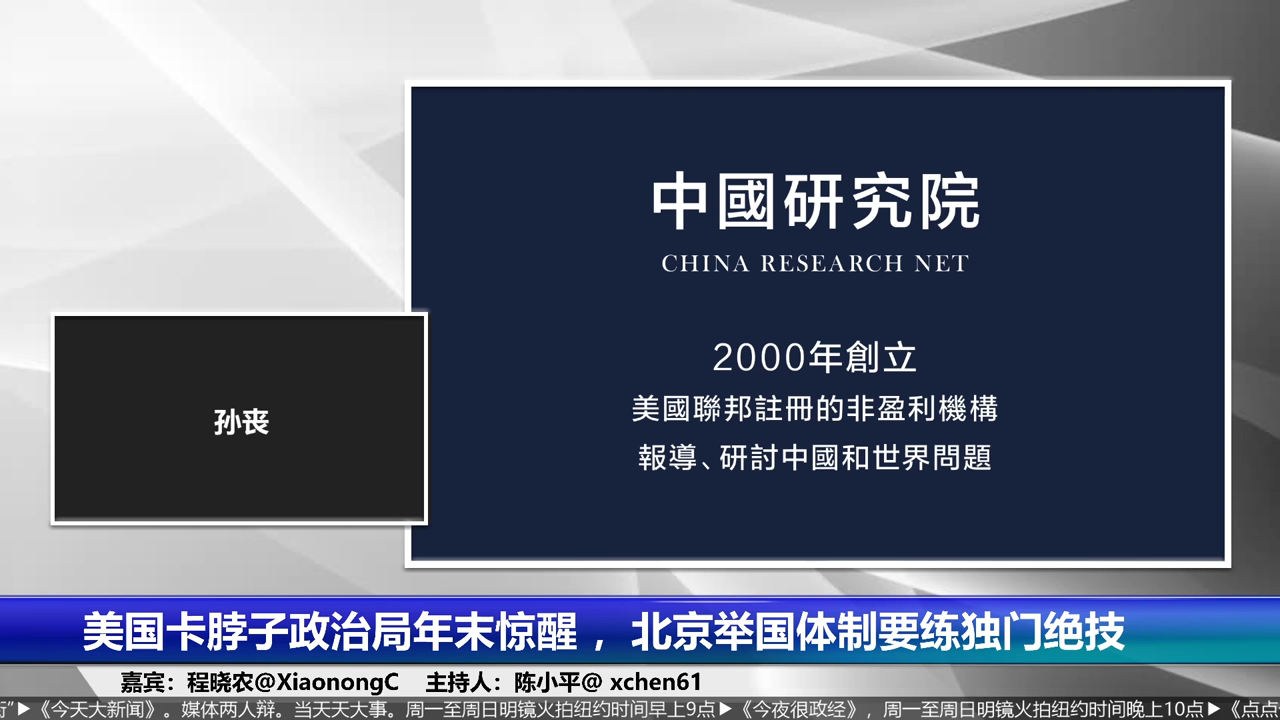 中國研究院
CHINA RESEARCH NET
2000年創立
美國聯邦註冊的非盈利機構
報導、研討中國和世界問題
孙丧
美国卡脖子政治局年末惊醒，北京举国体制要练独门绝技
嘉宾：程晓农@XiaonongC 主持人：陈小平@ xchen61
”▶《今天大新闻》。媒体两人辩。当天天大事。周一至周日明镜火拍纽约时间早上9点▶《今夜很政经》，周一至周日明镜火拍纽约时间晚上10点▶《点点